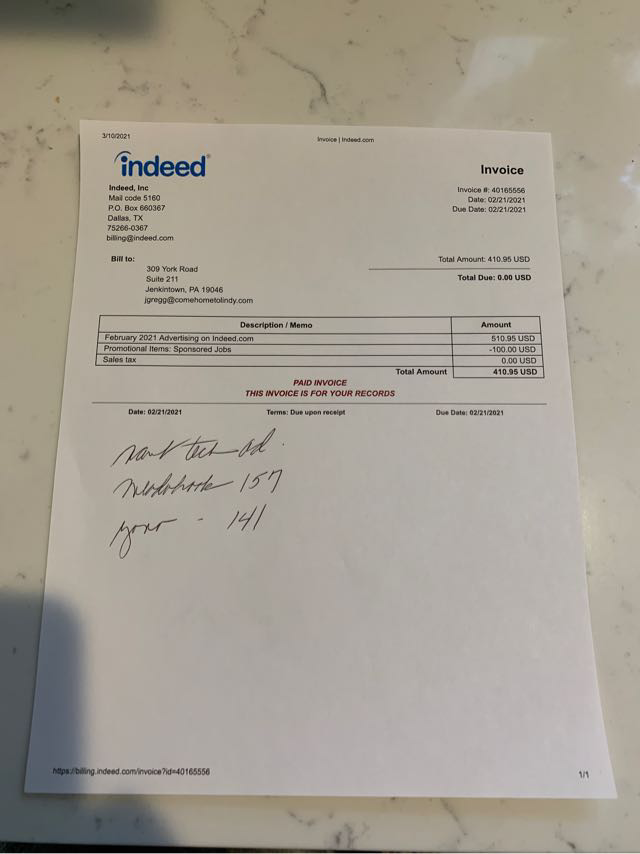 3/10/2021
Invoice | Indeed.com
indeed
Invoice
Indeed, Inc
Mail code 5160
P.O. Box 660367
Dallas, TX
75266-0367
billing@indeed.com
Invoice #: 40165556
Date: 02/21/2021
Due Date: 02/21/2021
Bill to:
309 York Road
Suite 211
Jenkintown, PA 19046
jgregg@comehometolindy.com
Total Amount: 410.95 USD
Total Due: 0.00 USD
Description / Memo Amount
February 2021 Advertising on Indeed.com 510.95 USD
Promotional Items: Sponsored Jobs -100.00 USD
Sales tax 0.00 USD
Total Amount 410.95 USD
PAID INVOICE
THIS INVOICE IS FOR YOUR RECORDS
Date: 02/21/2021 Terms: Due upon receipt Due Date: 02/21/2021
tech ad.
157
- 141
https://billing.indeed.com/invoice?id=40165556 1/1